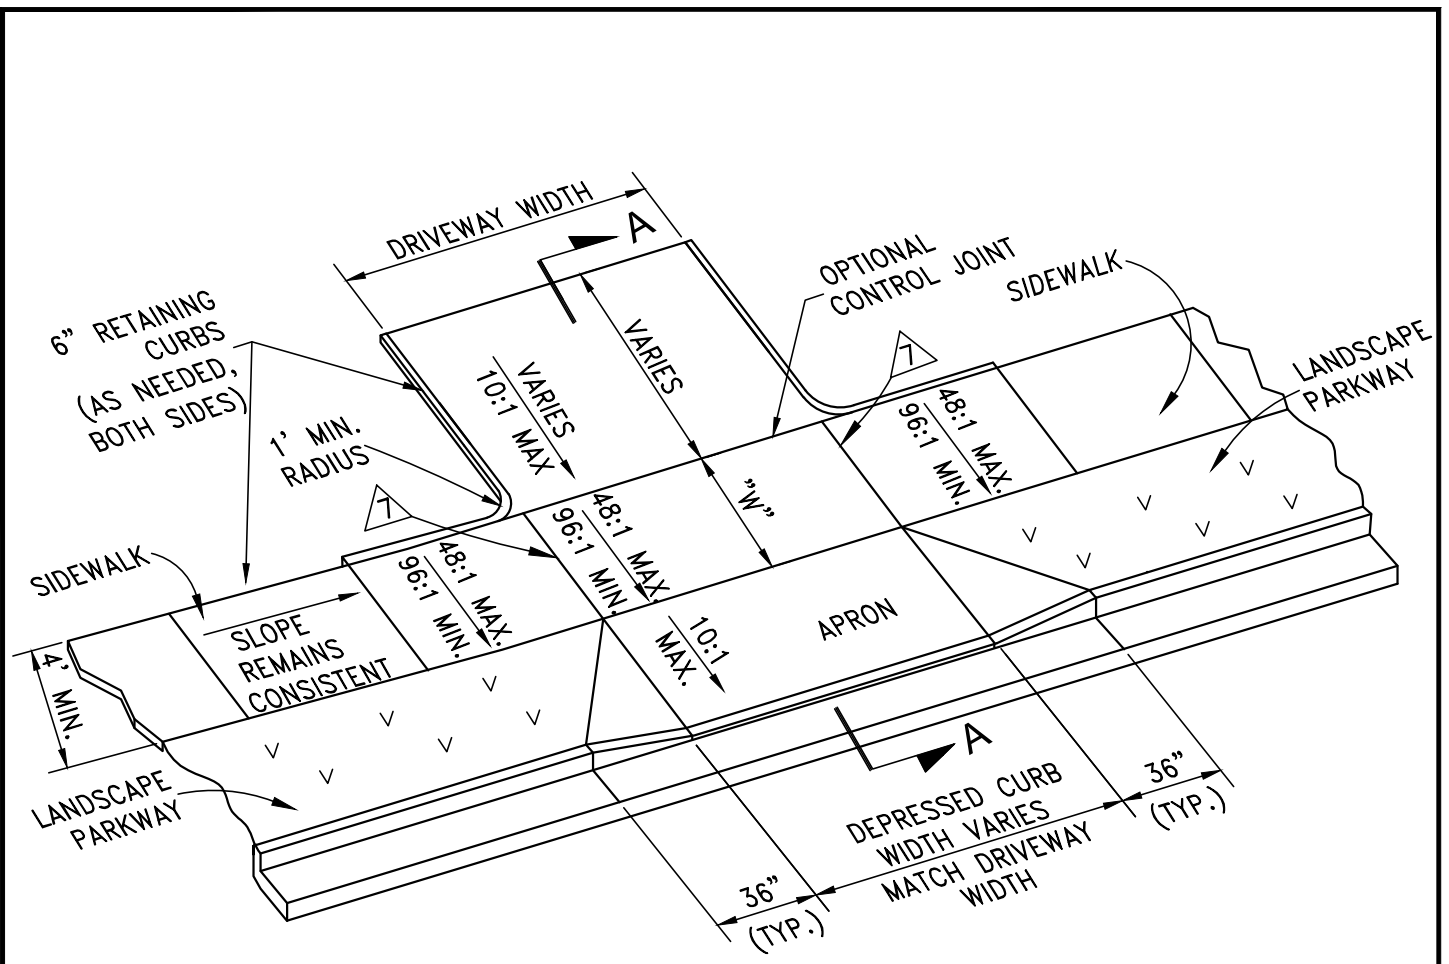 DRIVEWAY WIDTH
A
6" RETAINING
CURBS
(AS NEEDED,
BOTH SIDES)
1' MIN.
RADIUS
7
VARIES
10:1 MAX
VARIES
OPTIONAL
CONTROL JOINT
SIDEWALK
7
LANDSCAPE
PARKWAY
48:1 MAX.
96:1 MIN.
"W"
48:1 MAX.
96:1 MIN.
48:1 MAX.
96:1 MIN.
SIDEWALK
SLOPE
REMAINS
CONSISTENT
4' MIN.
10:1
MAX.
APRON
LANDSCAPE
PARKWAY
A
DEPRESSED CURB
WIDTH VARIES
MATCH DRIVEWAY
WIDTH
36"
(TYP.)
36"
(TYP.)